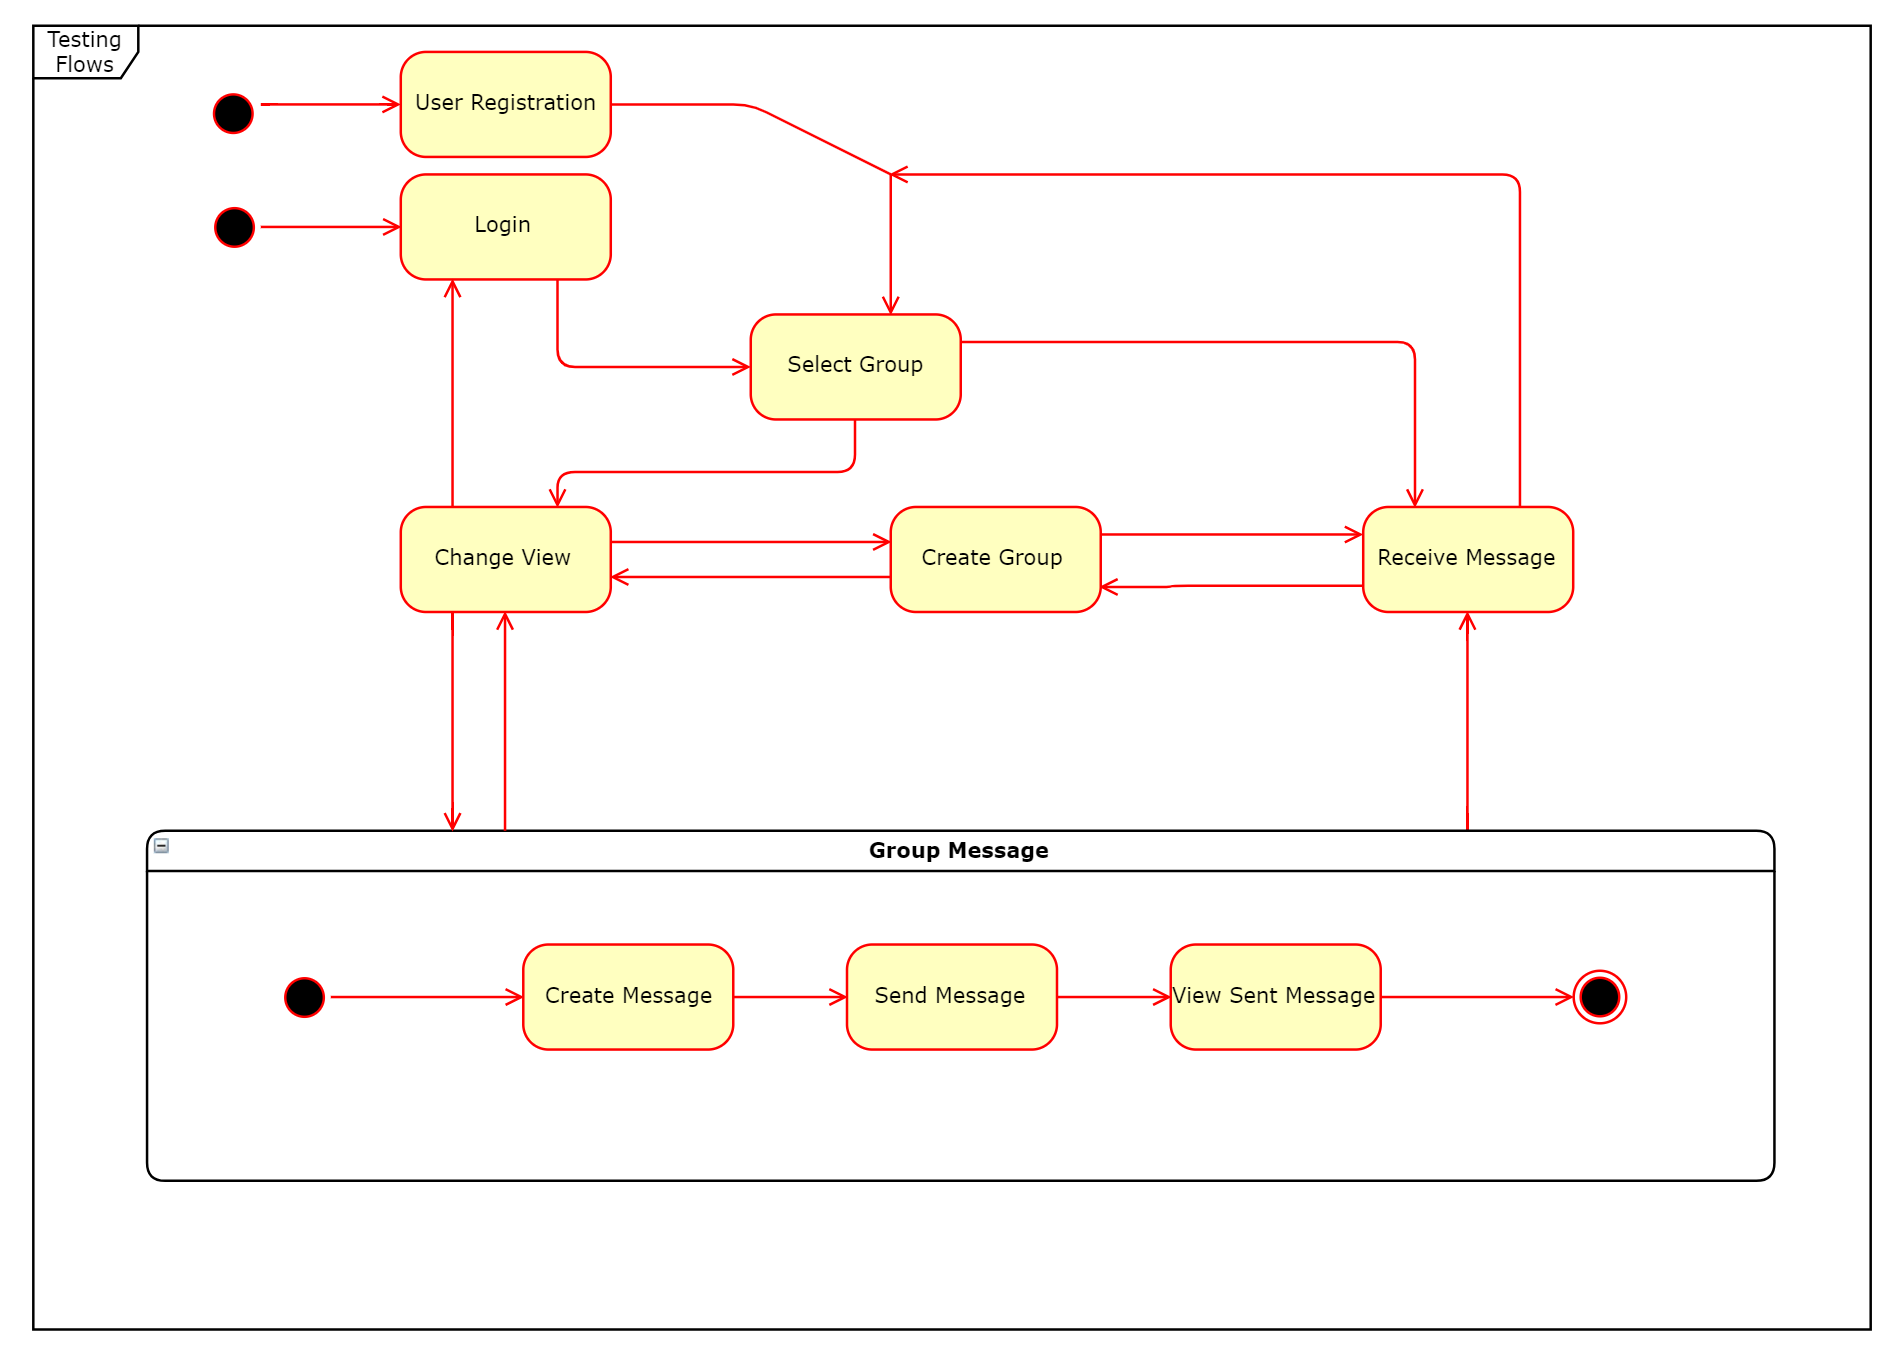 Testing
Flows
User Registration
Login
Select Group
Change View
Create Group
Receive Message
Group Message
Create Message
Send Message
View Sent Message